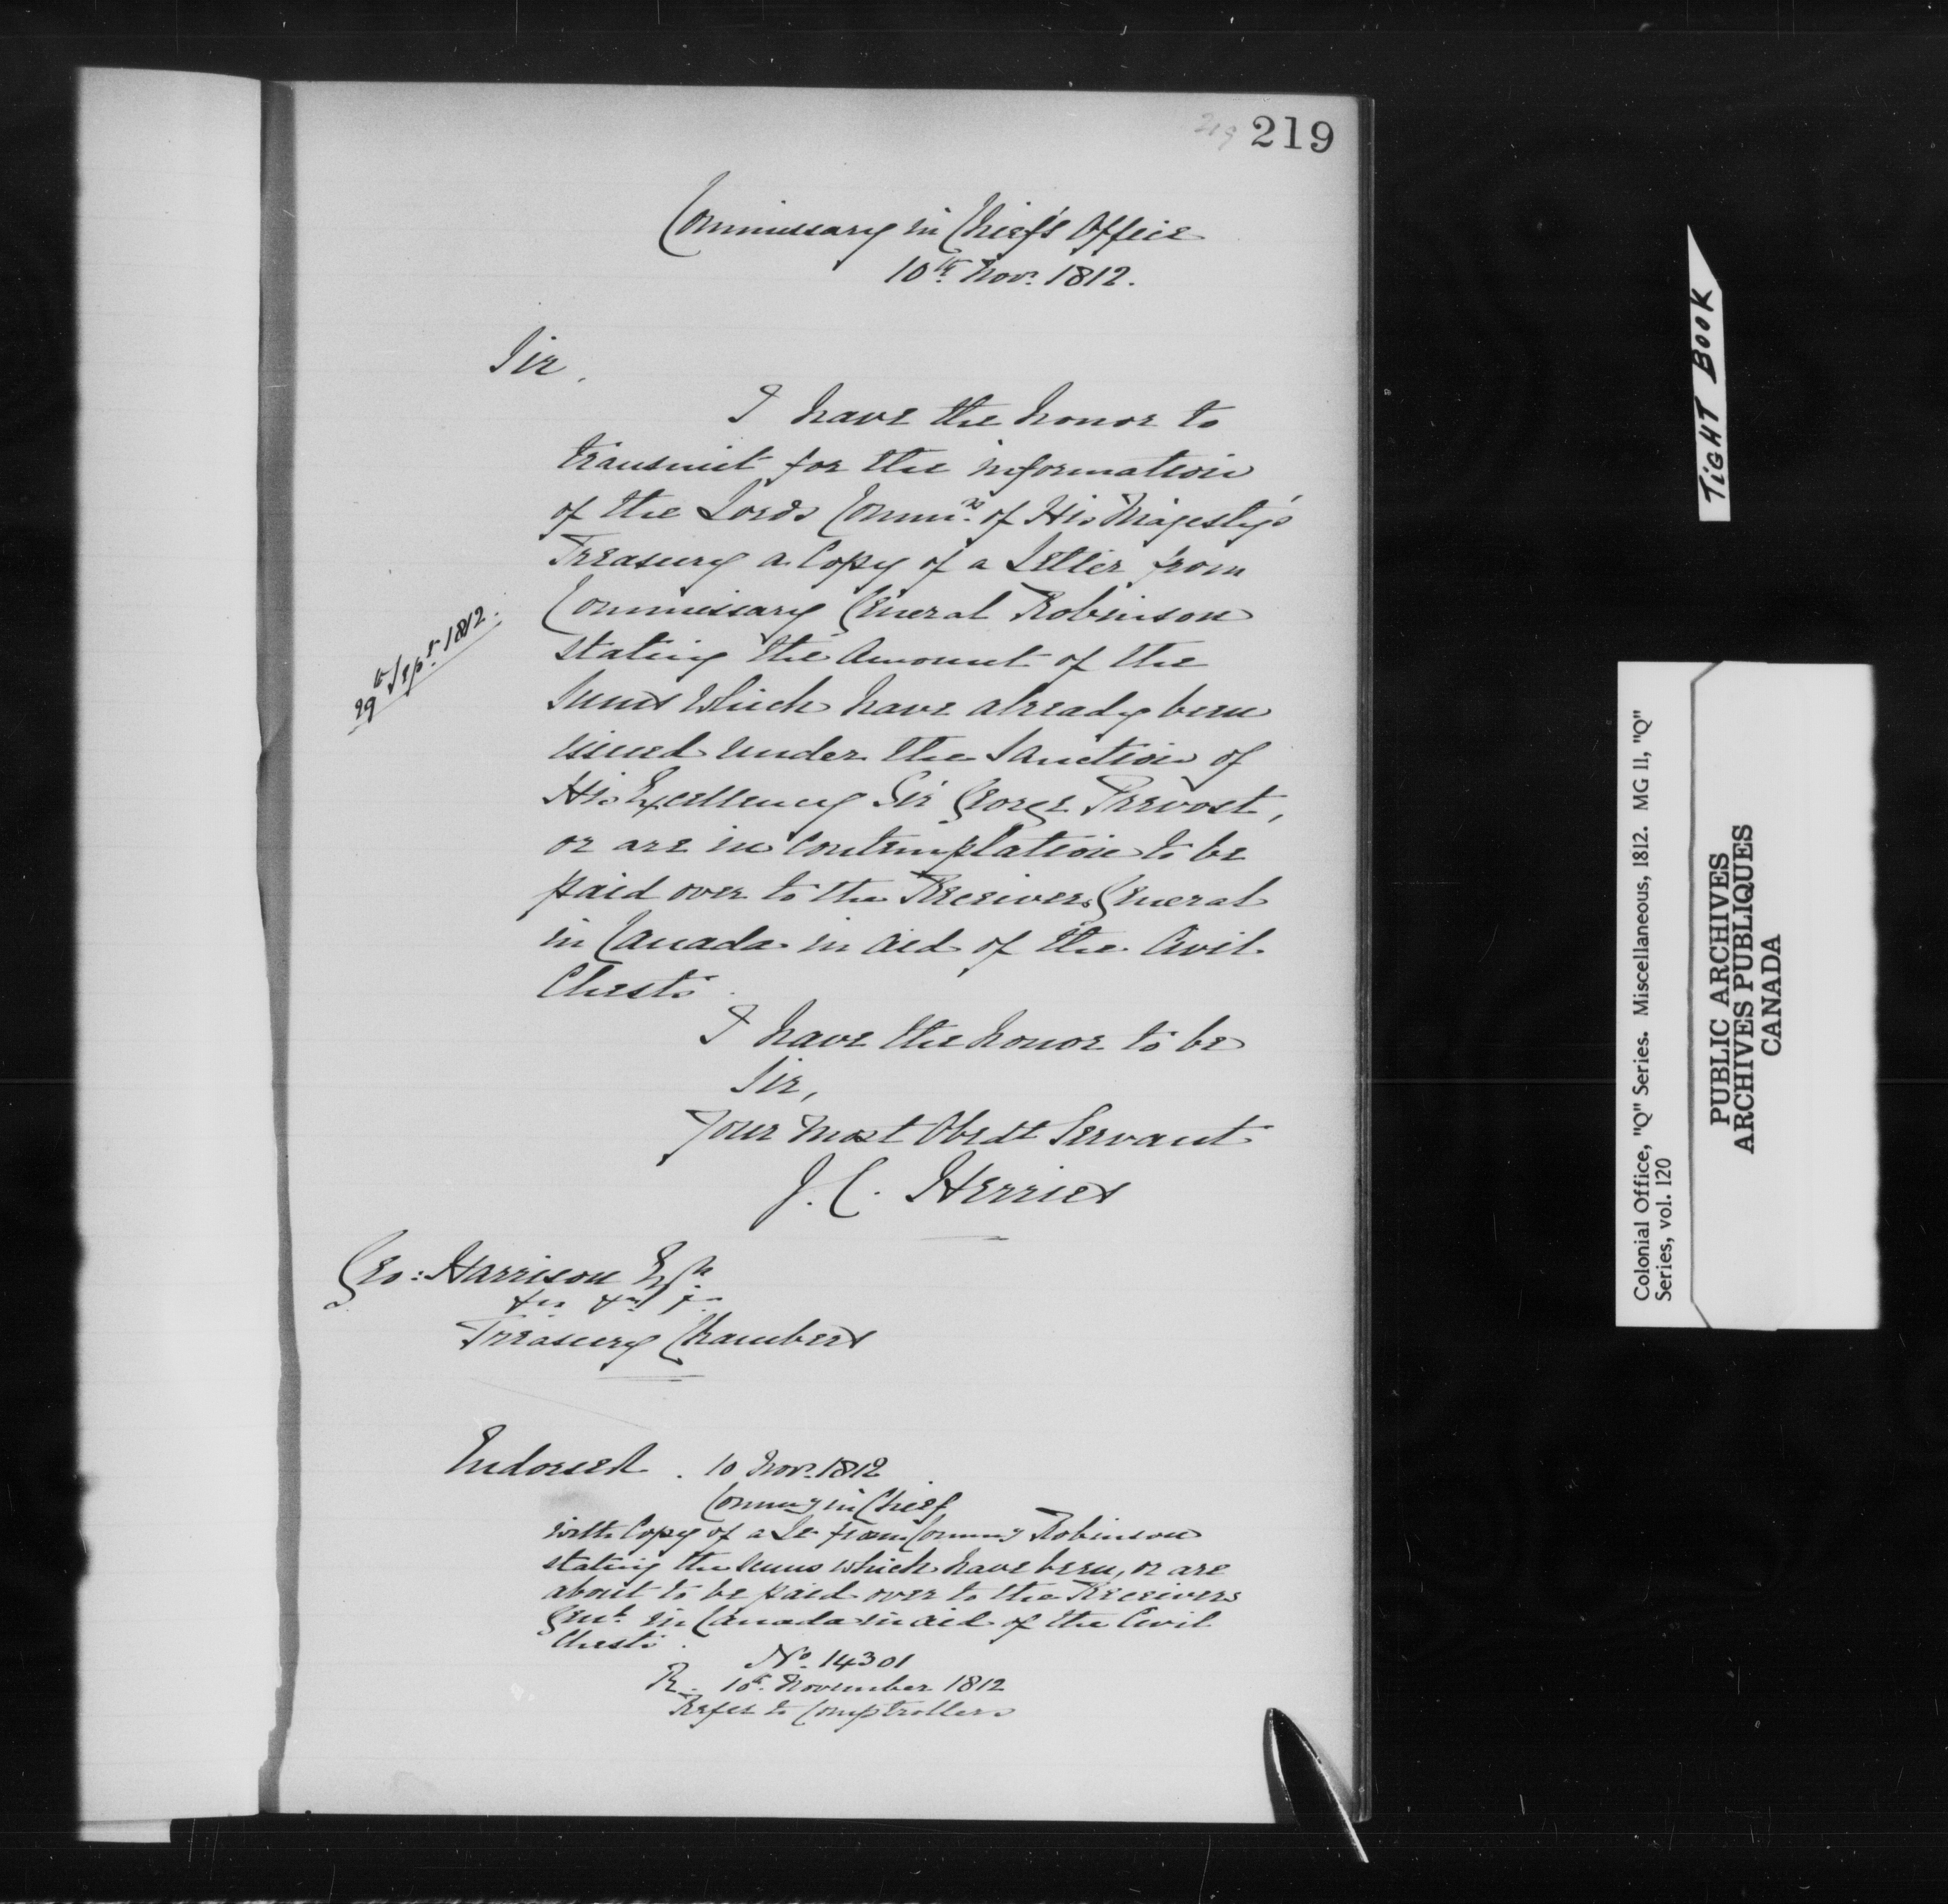 219 219
Commissary in Chief's Office
10th Novr. 1812.
Sir,
I have the honor to
transmit for the information
of the Lords Commrs. of His Majesty's
Treasury a Copy of a Letter from
Commissary General Robinson
29th Sept. 1812.
stating the Amount of the
Sums which have already been
issued under the Sanction of
His Excellency Sir George Prevost,
or are in Contemplation to be
paid over to the Receiver General
in Canada in aid of the Civil
Chests.
I have the honor to be
Sir,
Your Most Obedt Servant
J. C. Herries
Geo: Harrison Esqr.
&c &c &c
Treasury Chambers
Endorsed. 10 Novr. 1812
Commy in Chief
with Copy of a Lr from Commy Robinson
stating the sums which have been, or are
about to be paid over to the Receivers
Genl. in Canada in aid of the Civil
Chests.
No. 14301
R. 10th November 1812
Refer to Comptrollers
TIGHT BOOK
Colonial Office, "Q" Series. Miscellaneous, 1812. MG 11, "Q"
Series, vol. 120
PUBLIC ARCHIVES
ARCHIVES PUBLIQUES
CANADA